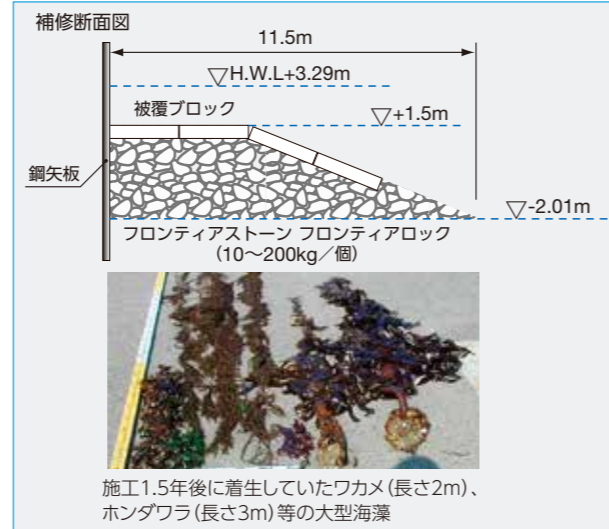 補修断面図
11.5m
▽H.W.L+3.29m
被覆ブロック
▽+1.5m
鋼矢板
▽-2.01m
フロンティアストーン フロンティアロック
(10〜200kg/個)
施工1.5年後に着生していたワカメ(長さ2m)、
ホンダワラ(長さ3m)等の大型海藻